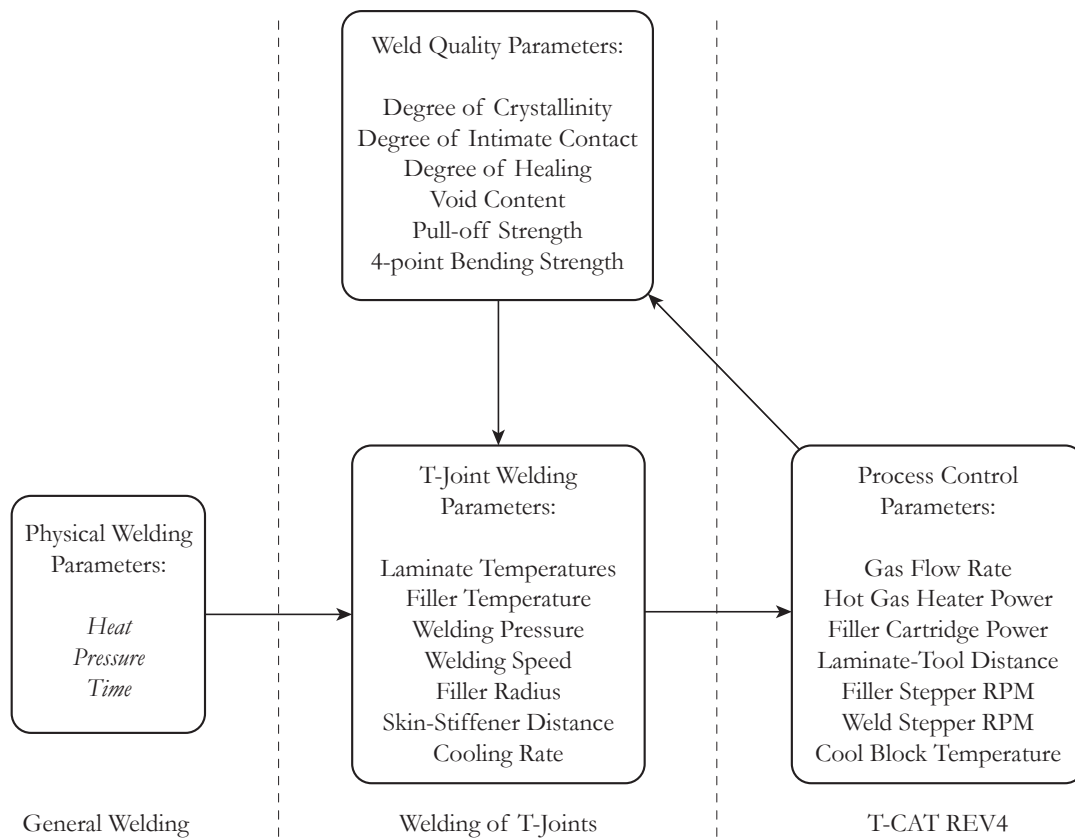 Weld Quality Parameters:
Degree of Crystallinity
Degree of Intimate Contact
Degree of Healing
Void Content
Pull-off Strength
4-point Bending Strength
Physical Welding
Parameters:
Heat
Pressure
Time
T-Joint Welding
Parameters:
Laminate Temperatures
Filler Temperature
Welding Pressure
Welding Speed
Filler Radius
Skin-Stiffener Distance
Cooling Rate
Process Control
Parameters:
Gas Flow Rate
Hot Gas Heater Power
Filler Cartridge Power
Laminate-Tool Distance
Filler Stepper RPM
Weld Stepper RPM
Cool Block Temperature
General Welding
Welding of T-Joints
T-CAT REV4